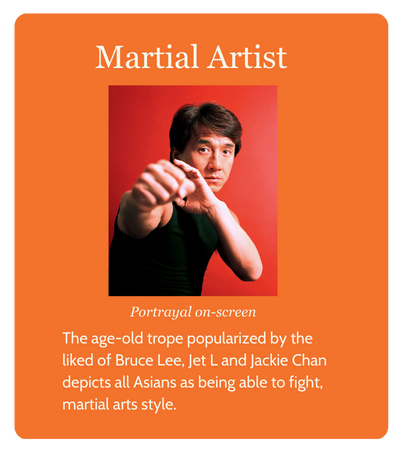 Martial Artist
Portrayal on-screen
The age-old trope popularized by the
liked of Bruce Lee, Jet L and Jackie Chan
depicts all Asians as being able to fight,
martial arts style.